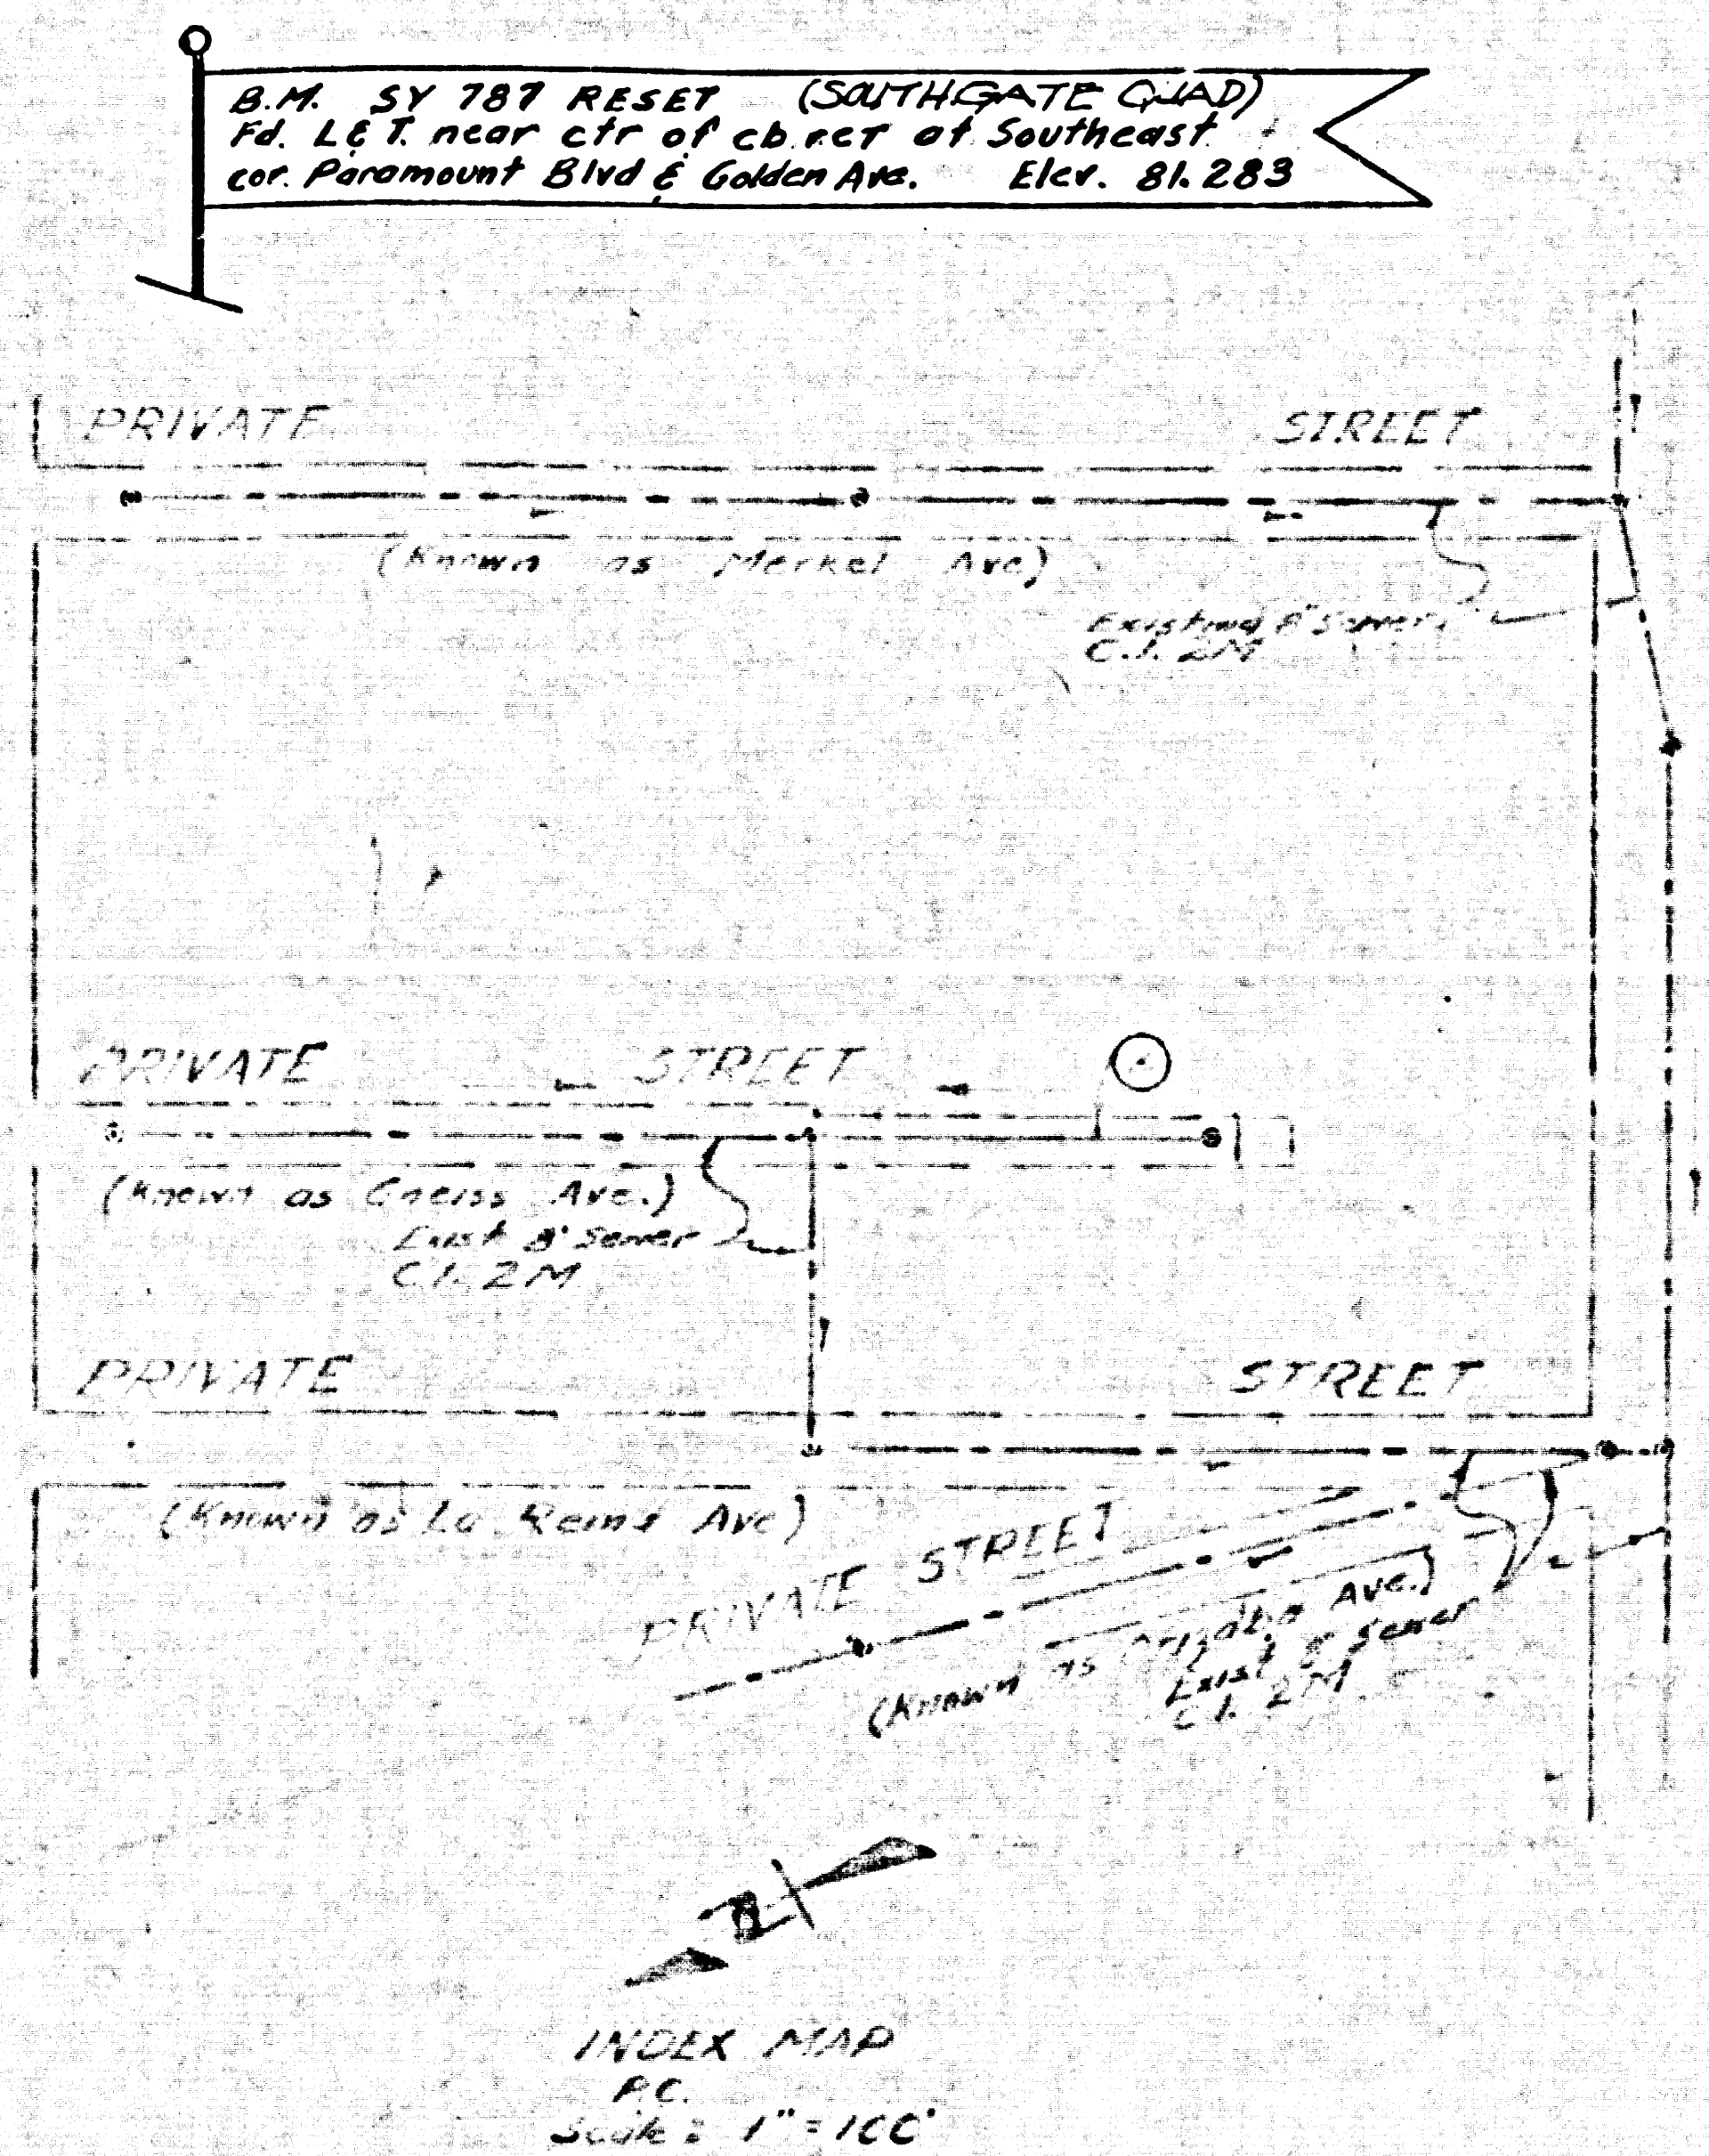 B.M. SY 787 RESET (SOUTHGATE QUAD)
Fd. L & T. near ctr of cb. ret at Southeast
cor. Paramount Blvd & Golden Ave. Elev. 81.283
PRIVATE STREET
(Known as Merkel Ave)
Existing 8" Sewer
C.I. 2M
PRIVATE STREET
(Known as Gneiss Ave.)
Exist 8" Sewer
C.I. 2M
PRIVATE STREET
(Known as La Reina Ave)
PRIVATE STREET
(Known as Orizaba Ave.)
Exist 8" Sewer
C.I. 2M
N
INDEX MAP
P.C.
Scale : 1" = 100'